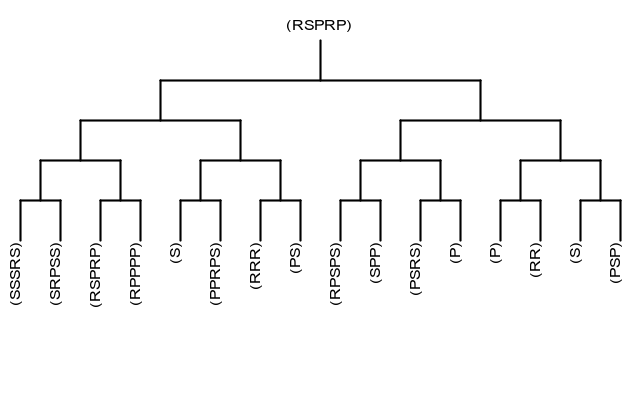 (RSPRP)
(SSSRS)
(SRPSS)
(RSPRP)
(RPPPP)
(S)
(PPRPS)
(RRR)
(PS)
(RPSPS)
(SPP)
(PSRS)
(P)
(P)
(RR)
(S)
(PSP)